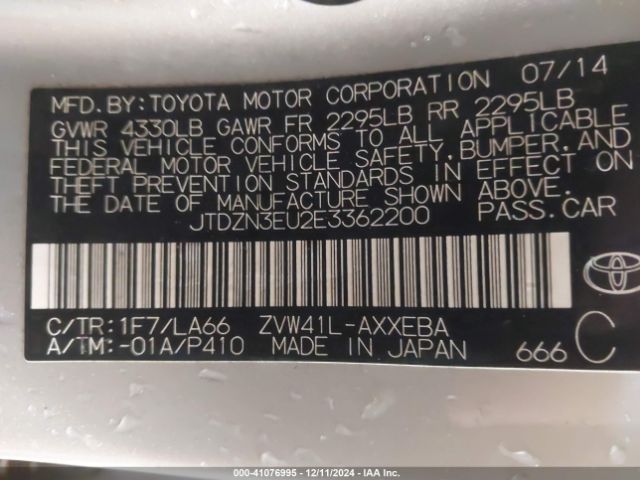 MFD.BY:TOYOTA MOTOR CORPORATION 07/14
GVWR 4330LB GAWR FR 2295LB RR 2295LB
THIS VEHICLE CONFORMS TO ALL APPLICABLE
FEDERAL MOTOR VEHICLE SAFETY,BUMPER,AND
THEFT PREVENTION STANDARDS IN EFFECT ON
THE DATE OF MANUFACTURE SHOWN ABOVE.
JTDZN3EU2E3362200 PASS.CAR
C/TR:1F7/LA66 ZVW41L-AXXEBA
A/TM:-01A/P410 MADE IN JAPAN 666 C
000-41076995 | 12/11/2024 - IAA Inc.